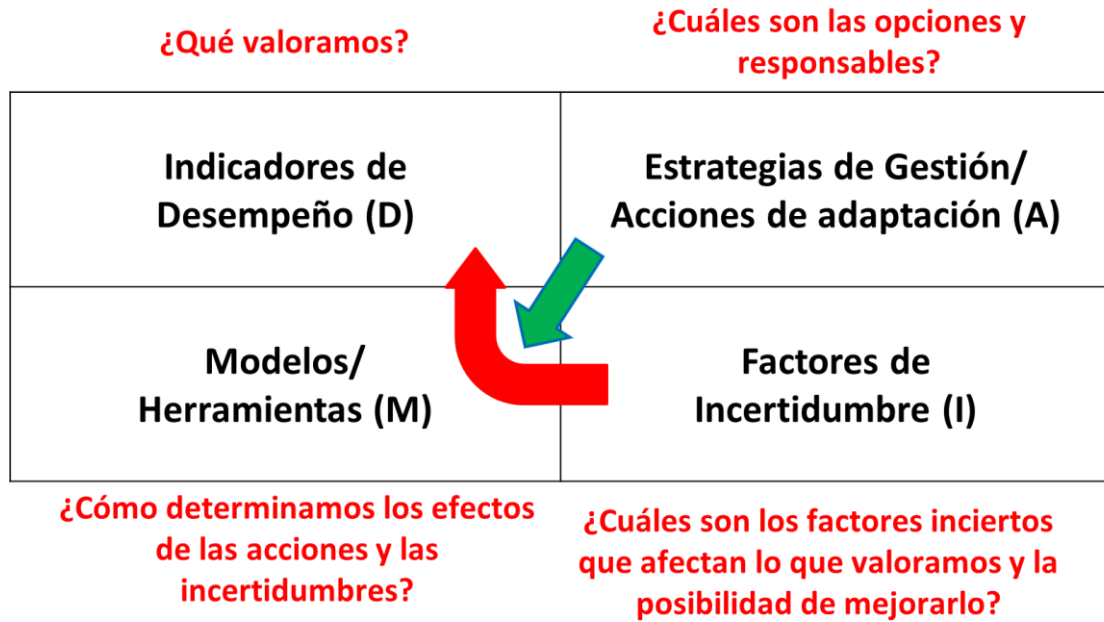 ¿Qué valoramos?
¿Cuáles son las opciones y
responsables?
Indicadores de
Desempeño (D)
Estrategias de Gestión/
Acciones de adaptación (A)
Modelos/
Herramientas (M)
Factores de
Incertidumbre (I)
¿Cómo determinamos los efectos
de las acciones y las
incertidumbres?
¿Cuáles son los factores inciertos
que afectan lo que valoramos y la
posibilidad de mejorarlo?